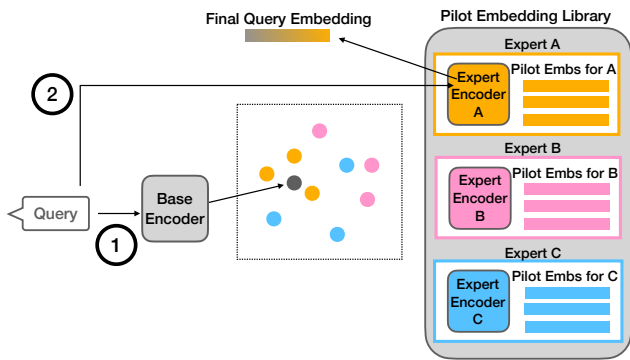 Final Query Embedding
Pilot Embedding Library
Expert A
Expert
Encoder
A
Pilot Embs for A
2
Expert B
Expert
Encoder
B
Pilot Embs for B
Query
1
Base
Encoder
Expert C
Expert
Encoder
C
Pilot Embs for C